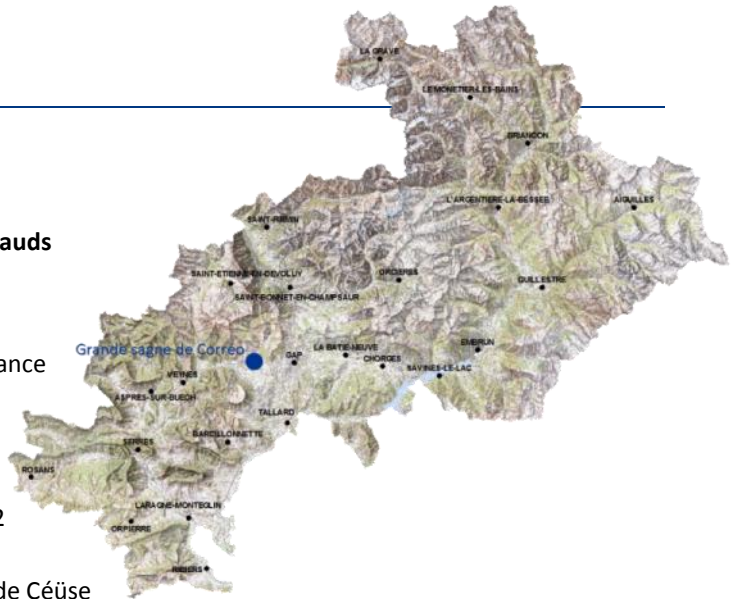 LA GRAVE
LE MONETIER-LES-BAINS
BRIANCON
L'ARGENTIERE-LA-BESSEE
AIGUILLES
SAINT-FIRMIN
auds
SAINT-ETIENNE-EN-DEVOLUY
ORCIERES
GUILLESTRE
SAINT-BONNET-EN-CHAMPSAUR
Grande sagne de Corréo
GAP
LA BATIE-NEUVE
EMBRUN
ance
CHORGES
VEYNES
SAVINES-LE-LAC
ASPRES-SUR-BUECH
TALLARD
BARCILLONNETTE
SERRES
ROSANS
LARAGNE-MONTEGLIN
2
ORPIERRE
RIBIERS
de Céüse